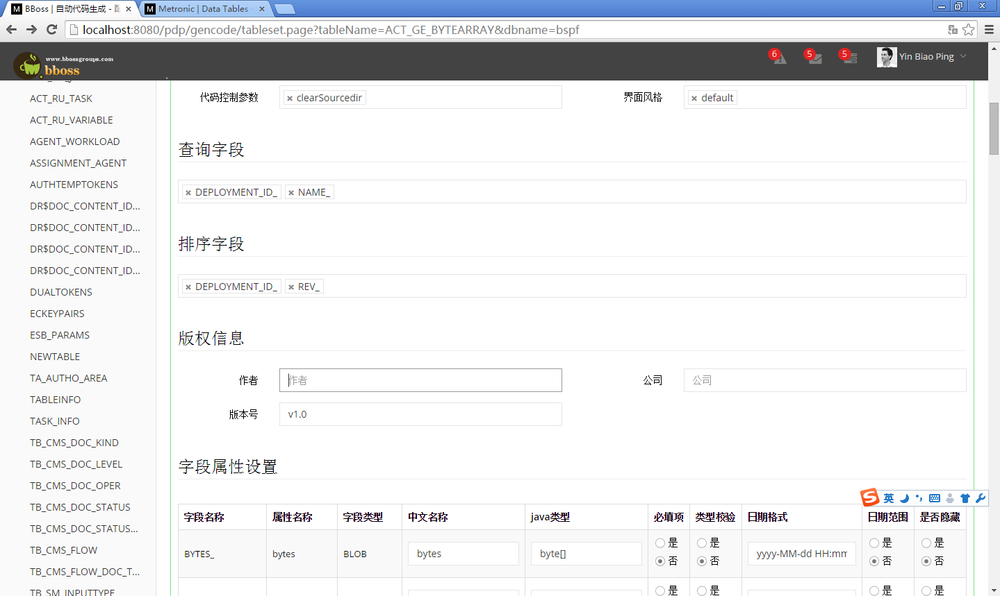 BBoss | 自动代码生成 - 配
Metronic | Data Tables -
localhost:8080/pdp/gencode/tableset.page?tableName=ACT_GE_BYTEARRAY&dbname=bspf
www.bbossgroups.com
bboss
6
5
5
Yin Biao Ping
ACT_RU_TASK
ACT_RU_VARIABLE
AGENT_WORKLOAD
ASSIGNMENT_AGENT
AUTHTEMPTOKENS
DR$DOC_CONTENT_ID...
DR$DOC_CONTENT_ID...
DR$DOC_CONTENT_ID...
DR$DOC_CONTENT_ID...
DUALTOKENS
ECKEYPAIRS
ESB_PARAMS
NEWTABLE
TA_AUTHO_AREA
TABLEINFO
TASK_INFO
TB_CMS_DOC_KIND
TB_CMS_DOC_LEVEL
TB_CMS_DOC_OPER
TB_CMS_DOC_STATUS
TB_CMS_DOC_STATUS...
TB_CMS_FLOW
TB_CMS_FLOW_DOC_T...
TB_SM_INPUTTYPE
代码控制参数 × clearSourcedir 界面风格 × default
查询字段
× DEPLOYMENT_ID_ × NAME_
排序字段
× DEPLOYMENT_ID_ × REV_
版权信息
作者 作者 公司 公司
版本号 v1.0
字段属性设置
英
字段名称 属性名称 字段类型 中文名称 java类型 必填项 类型校验 日期格式 日期范围 是否隐藏
是 是 是 是
BYTES_ bytes BLOB bytes byte[] yyyy-MM-dd HH:mm
否 否 否 否
是 是 是 是